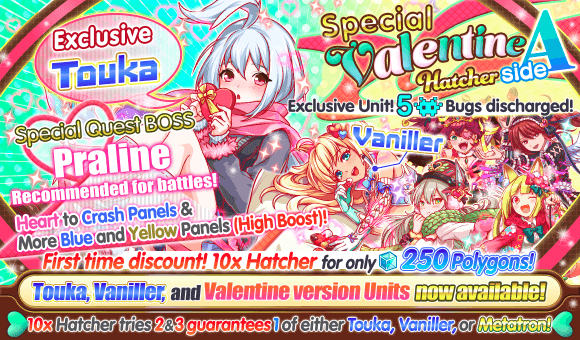 Exclusive
Touka
Special
Valentine
Hatcher side A
Exclusive Unit! 5 Bugs discharged!
Special Quest BOSS
Praline
Recommended for battles!
Vaniller
Heart to Crash Panels &
More Blue and Yellow Panels (High Boost)!
First time discount! 10x Hatcher for only 250 Polygons!
Touka, Vaniller, and Valentine version Units now available!
10x Hatcher tries 2&3 guarantees 1 of either Touka, Vaniller, or Metatron!